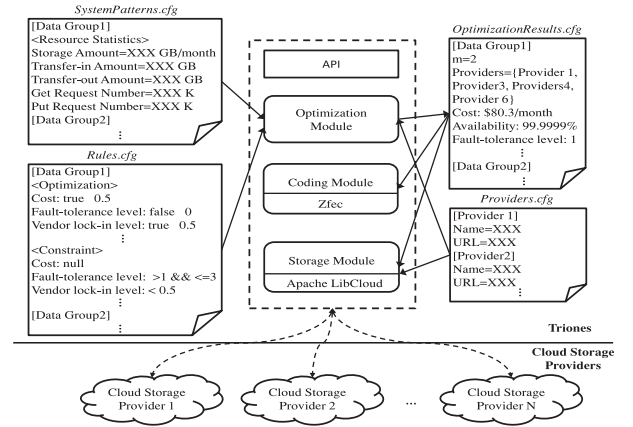 SystemPatterns.cfg
[Data Group1]
<Resource Statistics>
Storage Amount=XXX GB/month
Transfer-in Amount=XXX GB
Transfer-out Amount=XXX GB
Get Request Number=XXX K
Put Request Number=XXX K
[Data Group2]
⋮
Rules.cfg
[Data Group1]
<Optimization>
Cost: true 0.5
Fault-tolerance level: false 0
Vendor lock-in level: true 0.5
⋮
<Constraint>
Cost: null
Fault-tolerance level: >1 && <=3
Vendor lock-in level: < 0.5
[Data Group2]
⋮
API
Optimization
Module
Coding Module
Zfec
Storage Module
Apache LibCloud
OptimizationResults.cfg
[Data Group1]
m=2
Providers={Provider 1,
Provider3, Providers4,
Provider 6}
Cost: $80.3/month
Availability: 99.9999%
Fault-tolerance level: 1
⋮
[Data Group2]
⋮
Providers.cfg
[Provider 1]
Name=XXX
URL=XXX
[Provider2]
Name=XXX
URL=XXX
⋮
Triones
Cloud Storage
Providers
Cloud Storage
Provider 1
Cloud Storage
Provider 2
...
Cloud Storage
Provider N